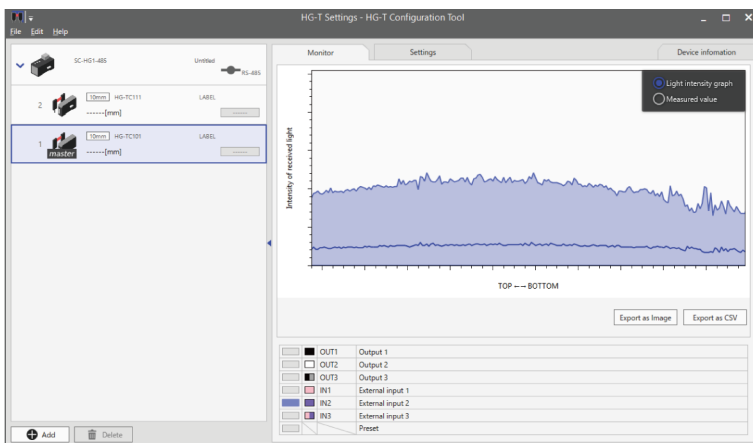 HG-T Settings - HG-T Configuration Tool
File Edit Help
SC-HG1-485 Untitled RS-485
2 10mm HG-TC111 LABEL
------[mm]
1 10mm HG-TC101 LABEL
master ------[mm]
Add Delete
Monitor Settings Device infomation
Light intensity graph
Measured value
Intensity of received light
TOP ←→ BOTTOM
Export as Image Export as CSV
OUT1 Output 1
OUT2 Output 2
OUT3 Output 3
IN1 External input 1
IN2 External input 2
IN3 External input 3
Preset